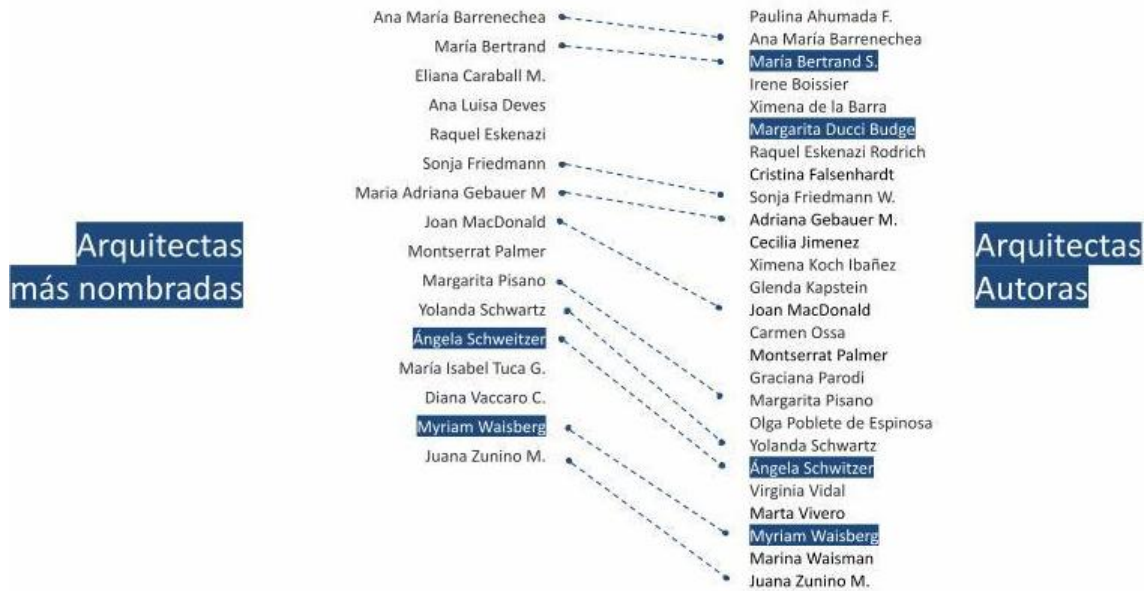 Arquitectas
más nombradas
Ana María Barrenechea
María Bertrand
Eliana Caraball M.
Ana Luisa Deves
Raquel Eskenazi
Sonja Friedmann
Maria Adriana Gebauer M
Joan MacDonald
Montserrat Palmer
Margarita Pisano
Yolanda Schwartz
Ángela Schweitzer
María Isabel Tuca G.
Diana Vaccaro C.
Myriam Waisberg
Juana Zunino M.
Paulina Ahumada F.
Ana María Barrenechea
María Bertrand S.
Irene Boissier
Ximena de la Barra
Margarita Ducci Budge
Raquel Eskenazi Rodrich
Cristina Falsenhardt
Sonja Friedmann W.
Adriana Gebauer M.
Cecilia Jimenez
Ximena Koch Ibañez
Glenda Kapstein
Joan MacDonald
Carmen Ossa
Montserrat Palmer
Graciana Parodi
Margarita Pisano
Olga Poblete de Espinosa
Yolanda Schwartz
Ángela Schwitzer
Virginia Vidal
Marta Vivero
Myriam Waisberg
Marina Waisman
Juana Zunino M.
Arquitectas
Autoras